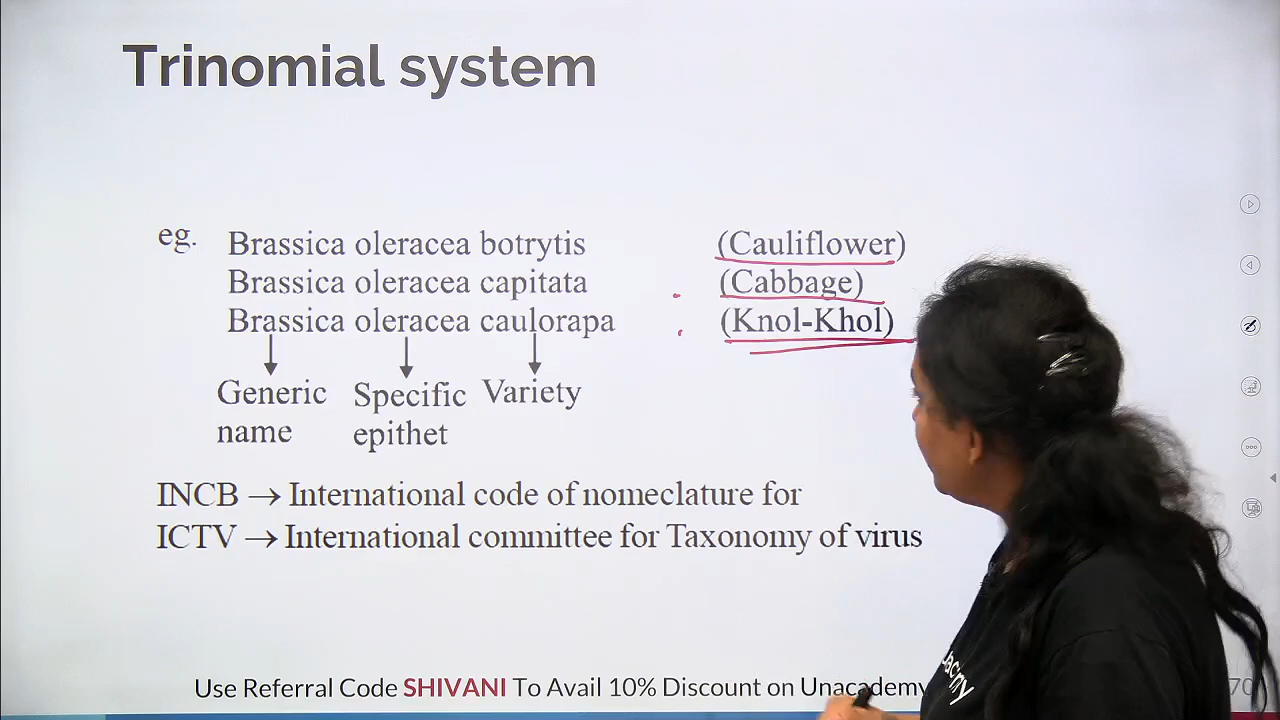 Trinomial system
eg. Brassica oleracea botrytis (Cauliflower)
Brassica oleracea capitata (Cabbage)
Brassica oleracea caulorapa (Knol-Khol)
Generic name
Specific epithet
Variety
INCB → International code of nomeclature for
ICTV → International committee for Taxonomy of virus
Use Referral Code SHIVANI To Avail 10% Discount on Unacademy
70